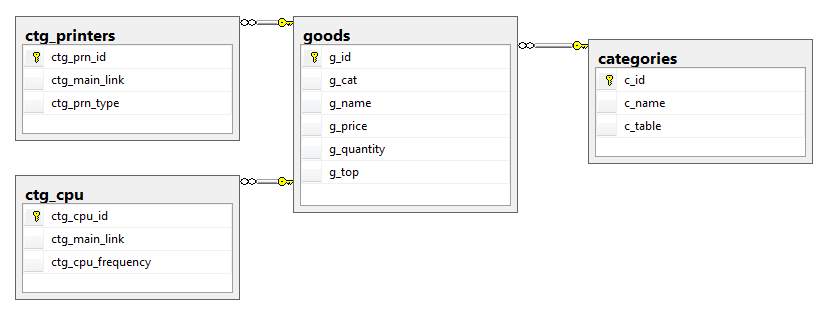 ctg_printers
ctg_prn_id
ctg_main_link
ctg_prn_type
goods
g_id
g_cat
g_name
g_price
g_quantity
g_top
categories
c_id
c_name
c_table
ctg_cpu
ctg_cpu_id
ctg_main_link
ctg_cpu_frequency